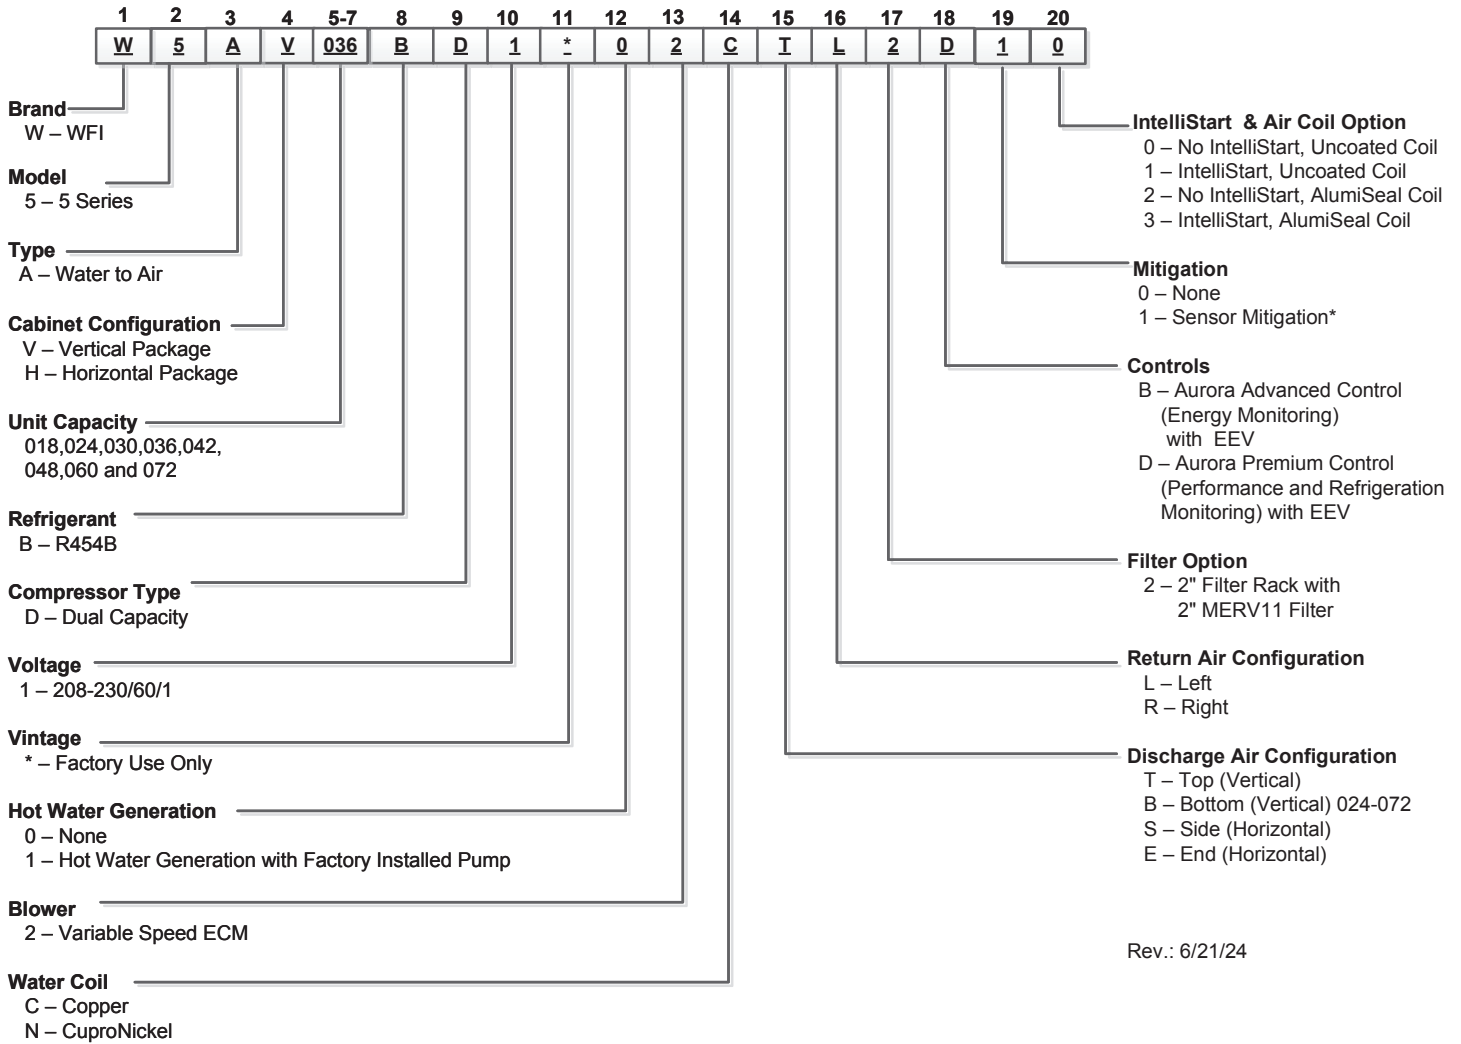 1 2 3 4 5-7 8 9 10 11 12 13 14 15 16 17 18 19 20
W 5 A V 036 B D 1 * 0 2 C T L 2 D 1 0
Brand
W – WFI
Model
5 – 5 Series
Type
A – Water to Air
Cabinet Configuration
V – Vertical Package
H – Horizontal Package
Unit Capacity
018,024,030,036,042,
048,060 and 072
Refrigerant
B – R454B
Compressor Type
D – Dual Capacity
Voltage
1 – 208-230/60/1
Vintage
* – Factory Use Only
Hot Water Generation
0 – None
1 – Hot Water Generation with Factory Installed Pump
Blower
2 – Variable Speed ECM
Water Coil
C – Copper
N – CuproNickel
IntelliStart & Air Coil Option
0 – No IntelliStart, Uncoated Coil
1 – IntelliStart, Uncoated Coil
2 – No IntelliStart, AlumiSeal Coil
3 – IntelliStart, AlumiSeal Coil
Mitigation
0 – None
1 – Sensor Mitigation*
Controls
B – Aurora Advanced Control
(Energy Monitoring)
with EEV
D – Aurora Premium Control
(Performance and Refrigeration
Monitoring) with EEV
Filter Option
2 – 2" Filter Rack with
2" MERV11 Filter
Return Air Configuration
L – Left
R – Right
Discharge Air Configuration
T – Top (Vertical)
B – Bottom (Vertical) 024-072
S – Side (Horizontal)
E – End (Horizontal)
Rev.: 6/21/24